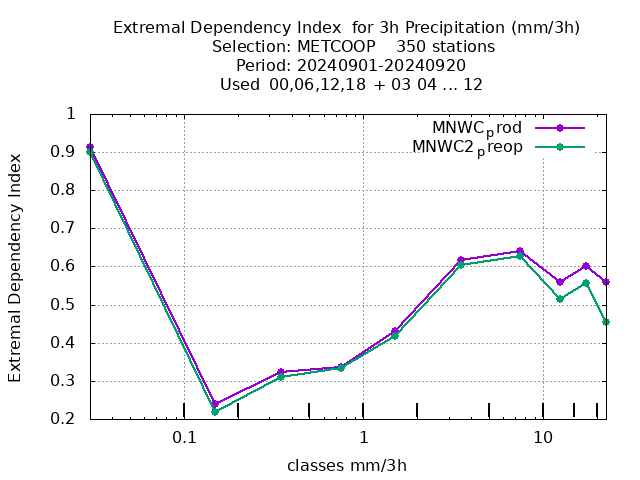 Extremal Dependency Index  for 3h Precipitation (mm/3h)
Selection: METCOOP    350 stations
Period: 20240901-20240920
Used  00,06,12,18  + 03 04 ... 12
MNWCprod
MNWC2preop
1
0.9
0.8
0.7
0.6
0.5
0.4
0.3
0.2
Extremal Dependency Index
0.1
1
10
classes mm/3h